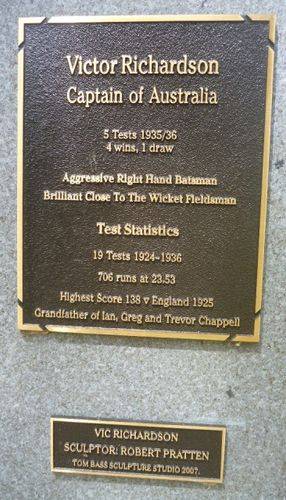 Victor Richardson
Captain of Australia
5 Tests 1935/36
4 wins, 1 draw
Aggressive Right Hand Batsman
Brilliant Close To The Wicket Fieldsman
Test Statistics
19 Tests 1924-1936
706 runs at 23.53
Highest Score 138 v England 1925
Grandfather of Ian, Greg and Trevor Chappell
VIC RICHARDSON
SCULPTOR: ROBERT PRATTEN
TOM BASS SCULPTURE STUDIO 2007.